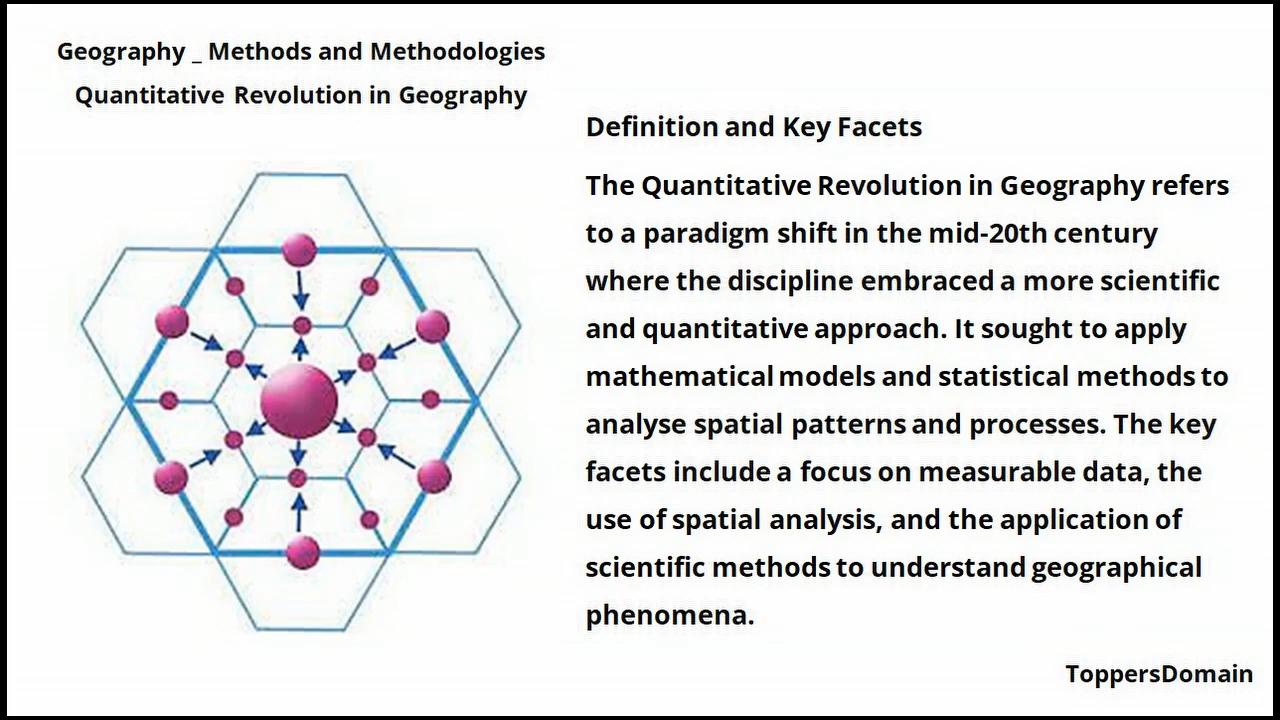 Geography _ Methods and Methodologies
Quantitative Revolution in Geography
Definition and Key Facets
The Quantitative Revolution in Geography refers
to a paradigm shift in the mid-20th century
where the discipline embraced a more scientific
and quantitative approach. It sought to apply
mathematical models and statistical methods to
analyse spatial patterns and processes. The key
facets include a focus on measurable data, the
use of spatial analysis, and the application of
scientific methods to understand geographical
phenomena.
ToppersDomain